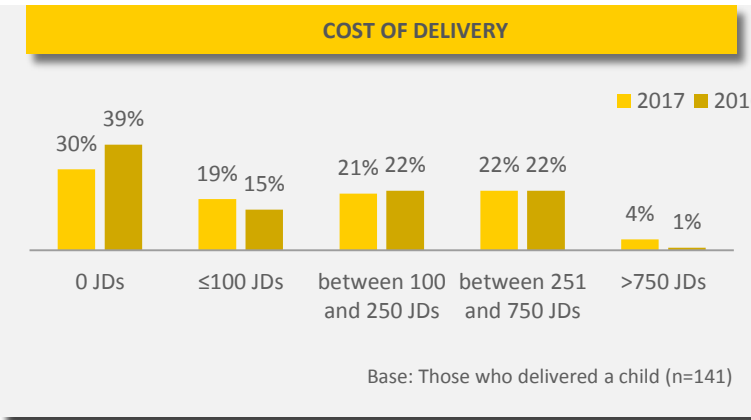 COST OF DELIVERY
2017 201
30% 39% 19% 15% 21% 22% 22% 22% 4% 1%
0 JDs ≤100 JDs between 100 between 251 >750 JDs
and 250 JDs and 750 JDs
Base: Those who delivered a child (n=141)